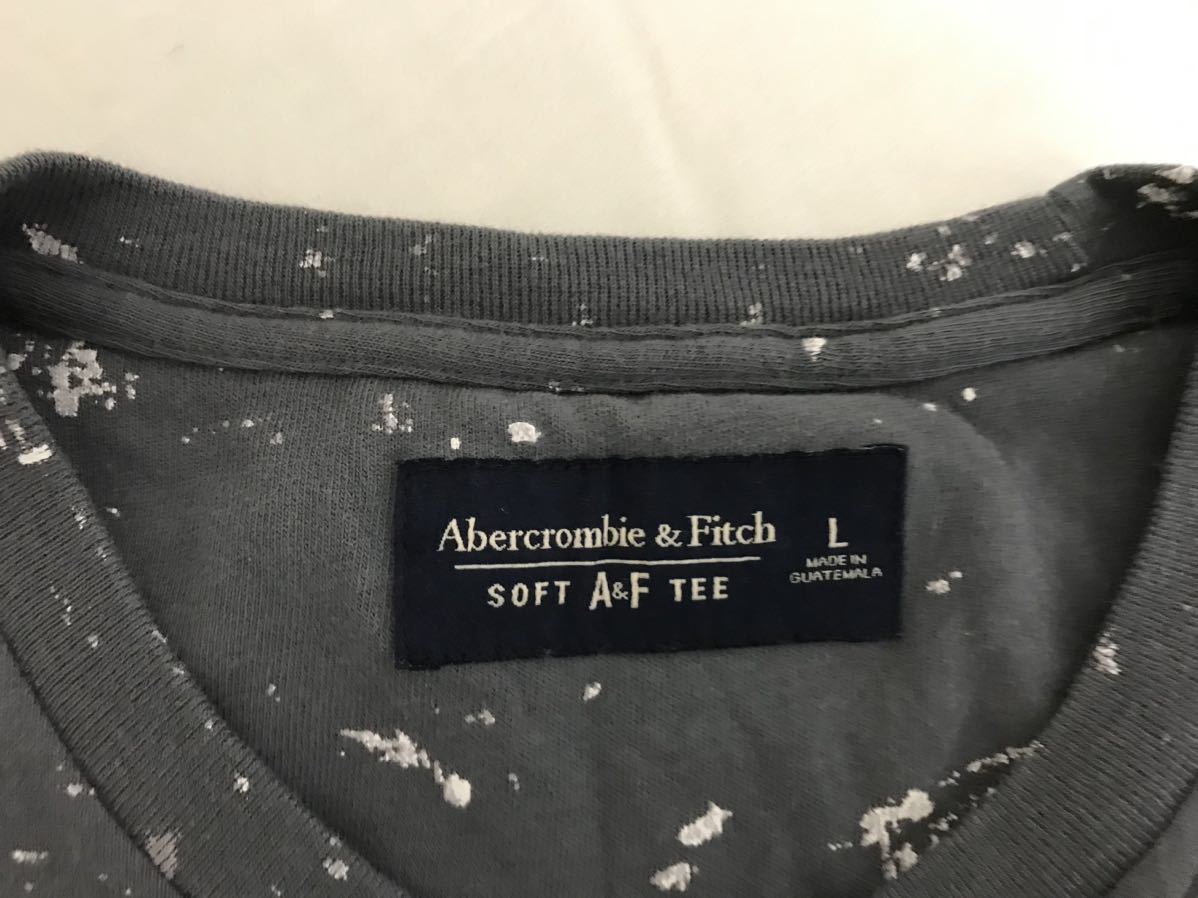 Abercrombie & Fitch
SOFT A&F TEE
L
MADE IN
GUATEMALA